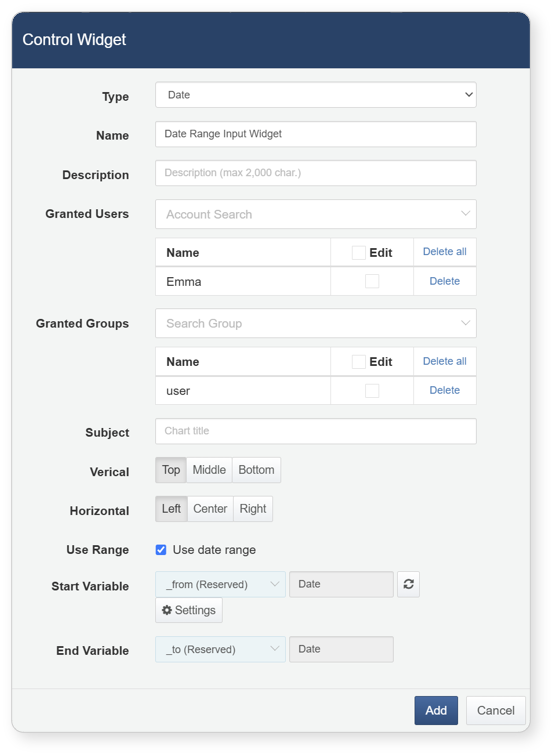 Control Widget
Type Date
Name Date Range Input Widget
Description Description (max 2,000 char.)
Granted Users Account Search
Name Edit Delete all
Emma Delete
Granted Groups Search Group
Name Edit Delete all
user Delete
Subject Chart title
Verical Top Middle Bottom
Horizontal Left Center Right
Use Range Use date range
Start Variable _from (Reserved) Date
Settings
End Variable _to (Reserved) Date
Add Cancel